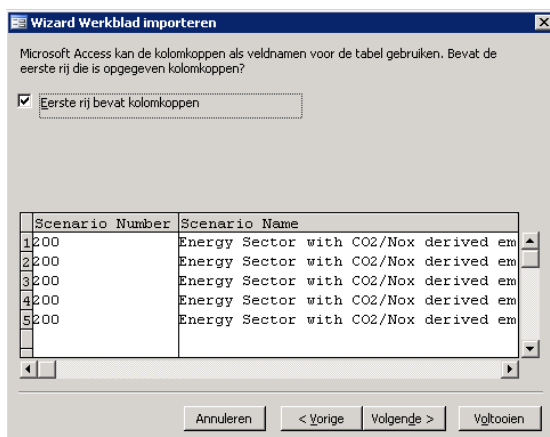 Wizard Werkblad importeren
Microsoft Access kan de kolomkoppen als veldnamen voor de tabel gebruiken. Bevat de
eerste rij die is opgegeven kolomkoppen?
Eerste rij bevat kolomkoppen
Scenario Number Scenario Name
1 200 Energy Sector with CO2/Nox derived em
2 200 Energy Sector with CO2/Nox derived em
3 200 Energy Sector with CO2/Nox derived em
4 200 Energy Sector with CO2/Nox derived em
5 200 Energy Sector with CO2/Nox derived em
Annuleren < Vorige Volgende > Voltooien